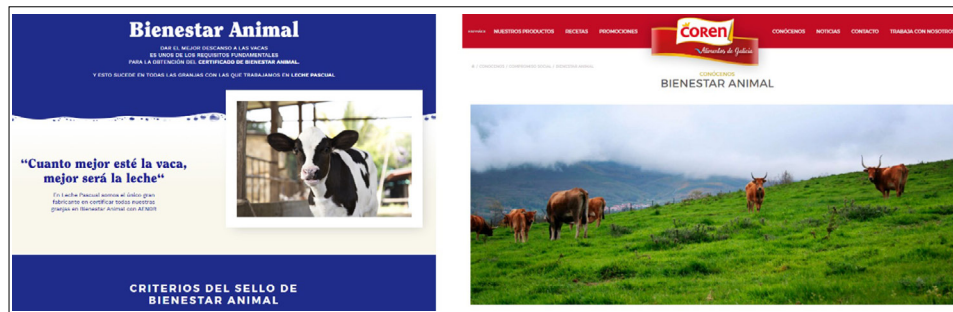 Bienestar Animal
DAR EL MEJOR DESCANSO A LAS VACAS
ES UNOS DE LOS REQUISITOS FUNDAMENTALES
PARA LA OBTENCIÓN DEL CERTIFICADO DE BIENESTAR ANIMAL.
Y ESTO SUCEDE EN TODAS LAS GRANJAS CON LAS QUE TRABAJAMOS EN LECHE PASCUAL
“Cuanto mejor esté la vaca,
mejor será la leche“
En Leche Pascual somos el único gran
fabricante en certificar todas nuestras
granjas en Bienestar Animal con AENOR
CRITERIOS DEL SELLO DE
BIENESTAR ANIMAL
NUESTROS PRODUCTOS RECETAS PROMOCIONES
COREN
Alimentos de Galicia
CONÓCENOS NOTICIAS CONTACTO TRABAJA CON NOSOTROS
CONÓCENOS
BIENESTAR ANIMAL